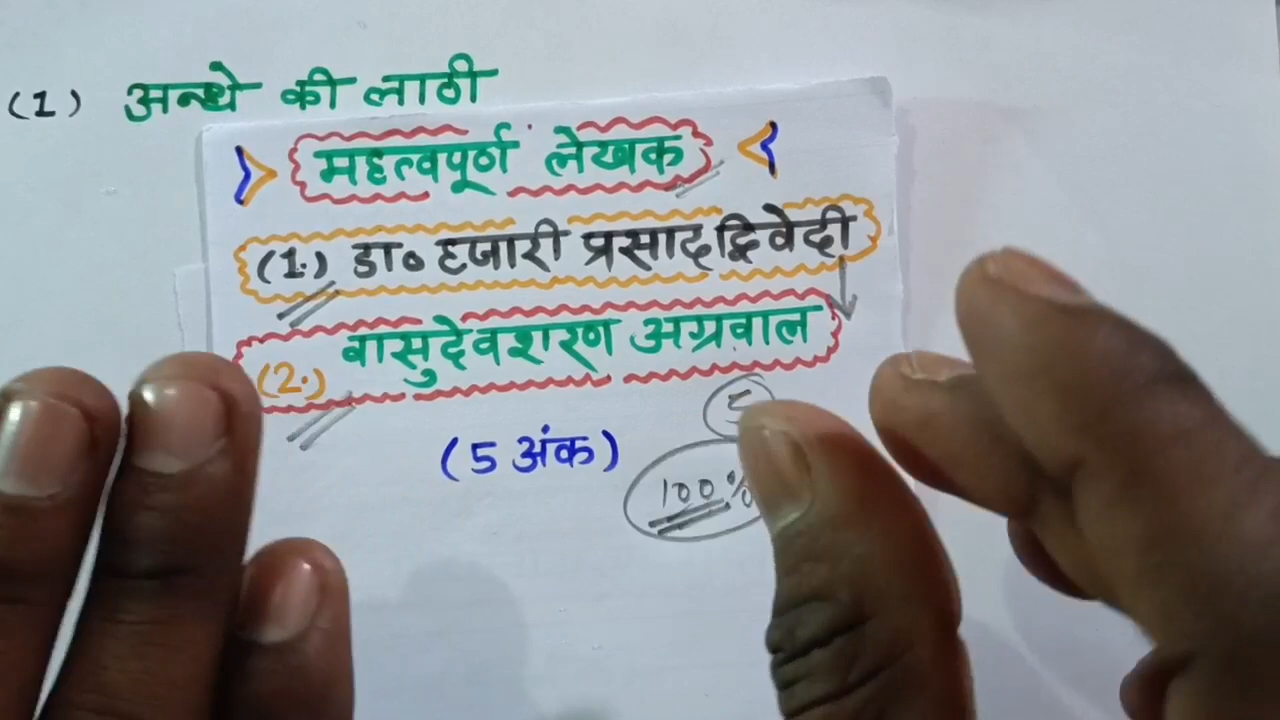 (1) अन्धे की लाठी
महत्वपूर्ण लेखक
(1.) डा० हजारी प्रसाद द्विवेदी
(2.) वासुदेवशरण अग्रवाल
(5 अंक)
100%